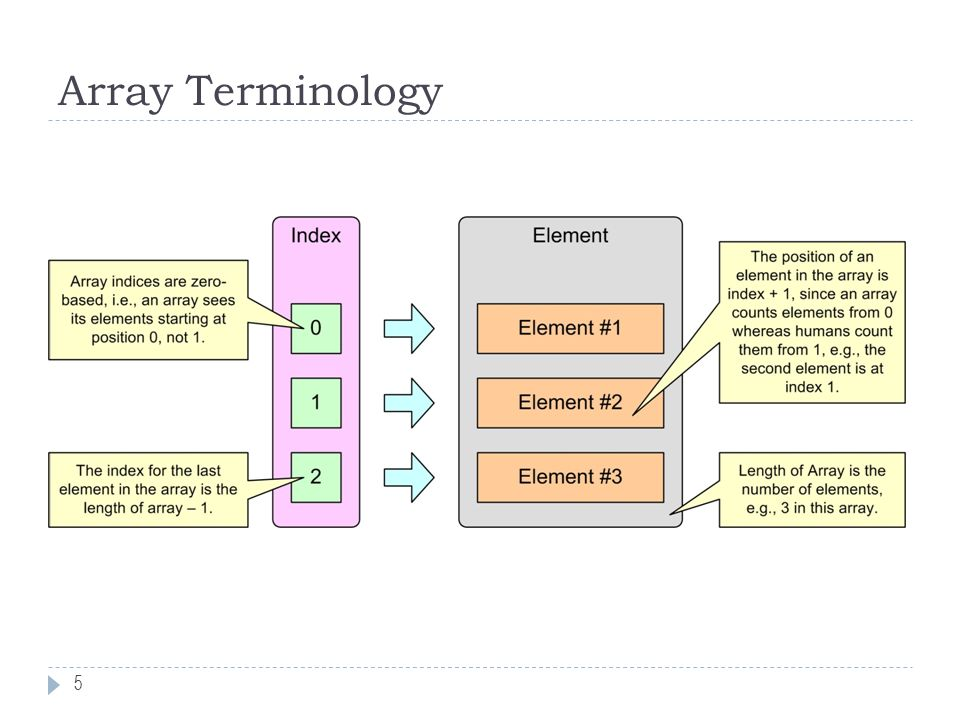 Array Terminology
Index
Element
Array indices are zero-
based, i.e., an array sees
its elements starting at
position 0, not 1.
The position of an
element in the array is
index + 1, since an array
counts elements from 0
whereas humans count
them from 1, e.g., the
second element is at
index 1.
0
Element #1
1
Element #2
2
Element #3
The index for the last
element in the array is the
length of array – 1.
Length of Array is the
number of elements,
e.g., 3 in this array.
5